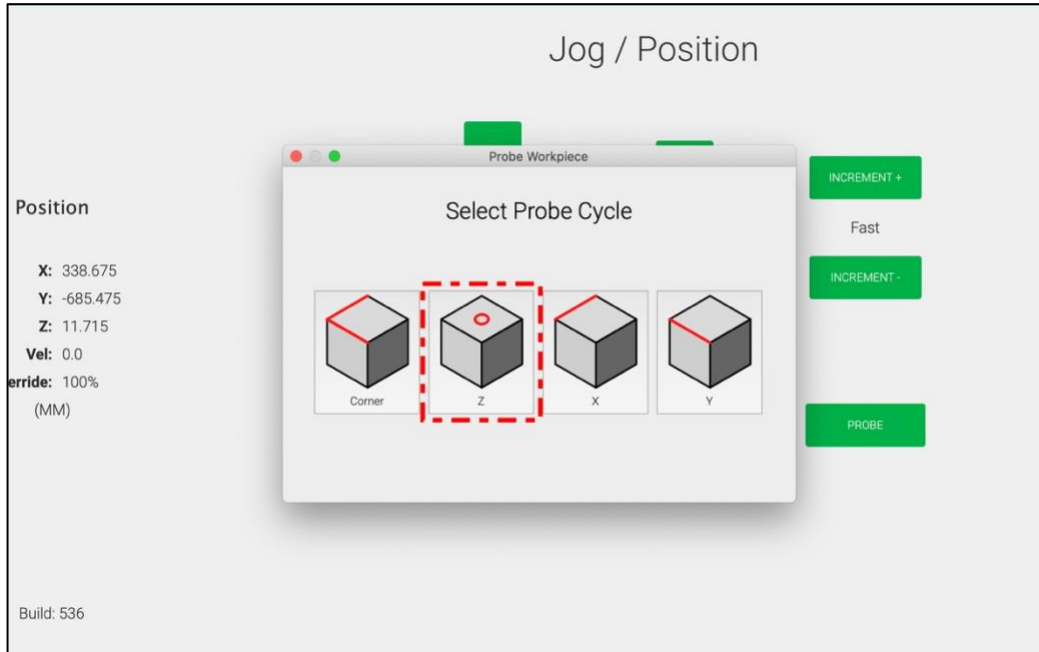 Jog / Position
Probe Workpiece
Select Probe Cycle
Corner
Z
X
Y
INCREMENT +
Fast
INCREMENT -
PROBE
Position
X: 338.675
Y: -685.475
Z: 11.715
Vel: 0.0
erride: 100%
(MM)
Build: 536